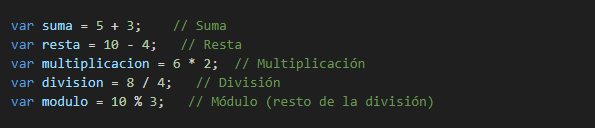 var suma = 5 + 3;    // Suma
var resta = 10 - 4;   // Resta
var multiplicacion = 6 * 2;  // Multiplicación
var division = 8 / 4;   // División
var modulo = 10 % 3;   // Módulo (resto de la división)